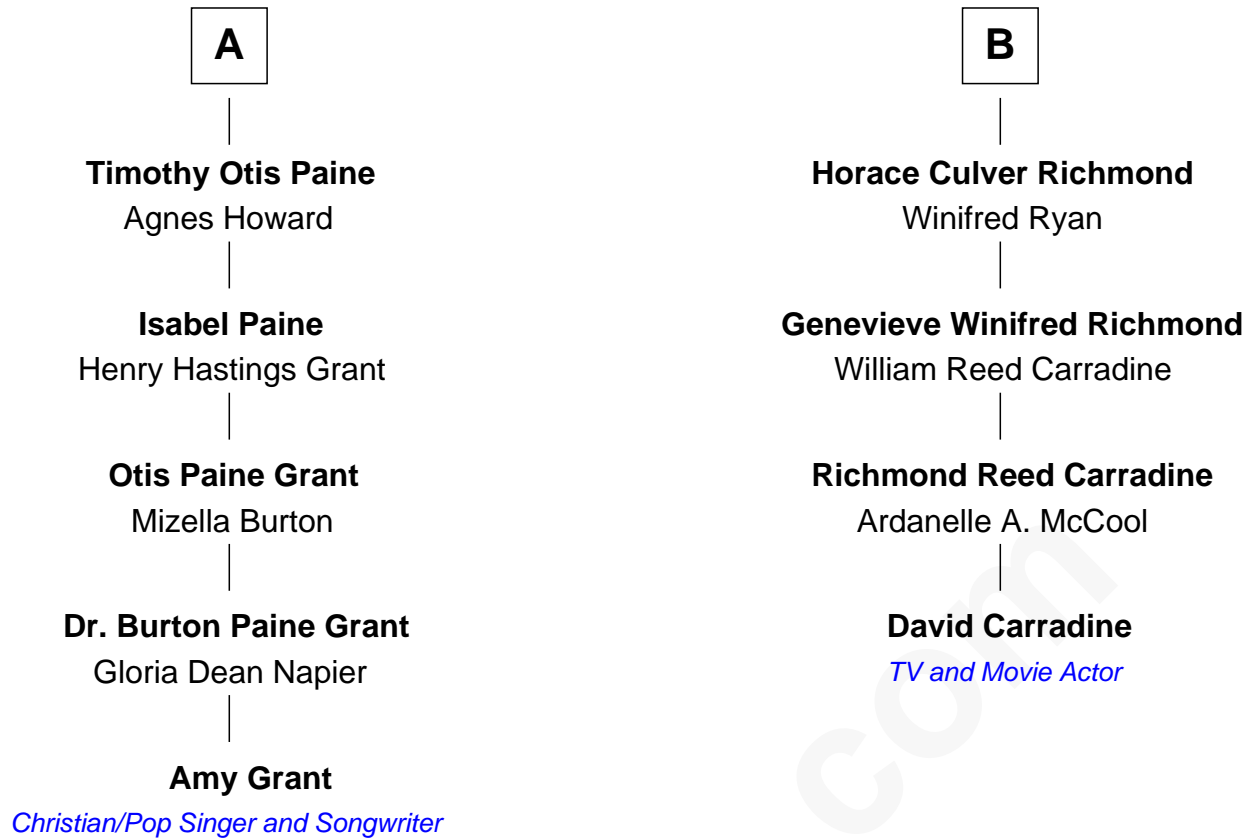 A
Timothy Otis Paine
Agnes Howard
Isabel Paine
Henry Hastings Grant
Otis Paine Grant
Mizella Burton
Dr. Burton Paine Grant
Gloria Dean Napier
Amy Grant
Christian/Pop Singer and Songwriter
B
Horace Culver Richmond
Winifred Ryan
Genevieve Winifred Richmond
William Reed Carradine
Richmond Reed Carradine
Ardanelle A. McCool
David Carradine
TV and Movie Actor
com